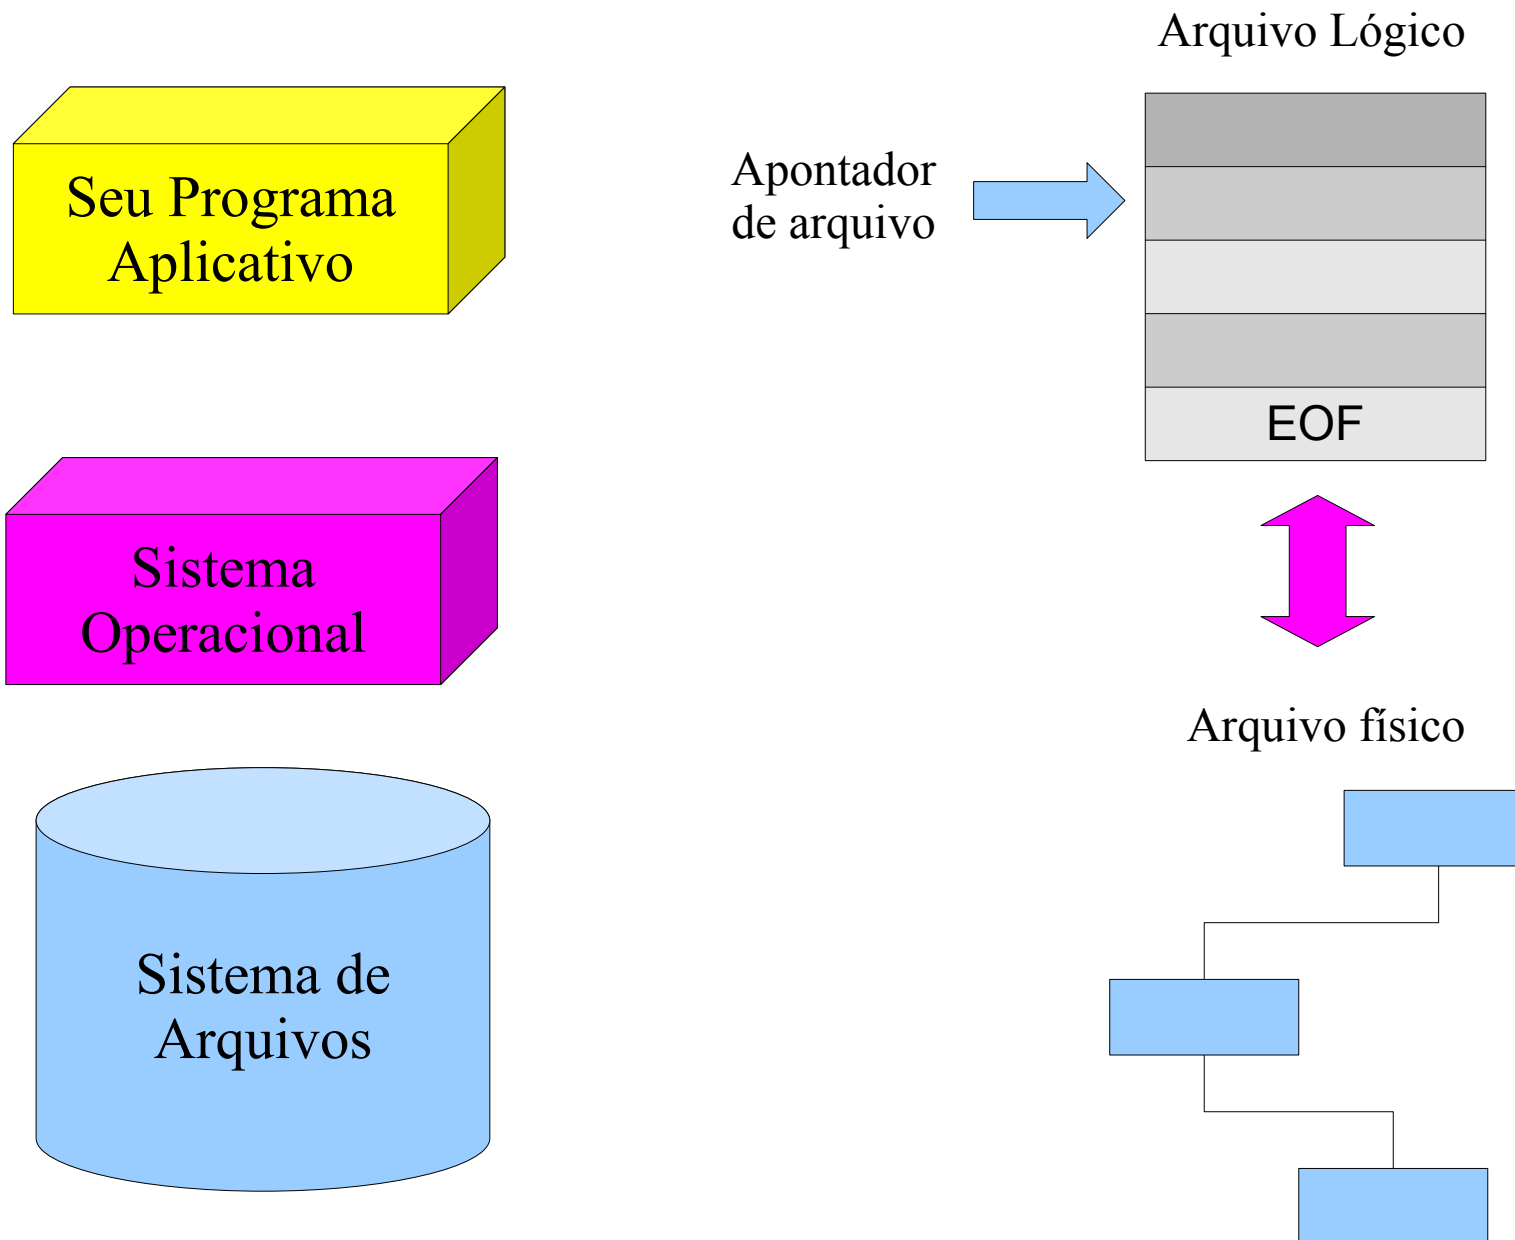 Arquivo Lógico
Seu Programa
Aplicativo
Apontador
de arquivo
EOF
Sistema
Operacional
Arquivo físico
Sistema de
Arquivos